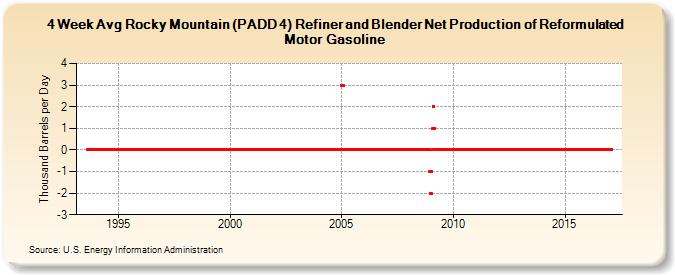 4 Week Avg Rocky Mountain (PADD 4) Refiner and Blender Net Production of Reformulated
Motor Gasoline
Thousand Barrels per Day
4
3
2
1
0
-1
-2
-3
1995 2000 2005 2010 2015
Source: U.S. Energy Information Administration